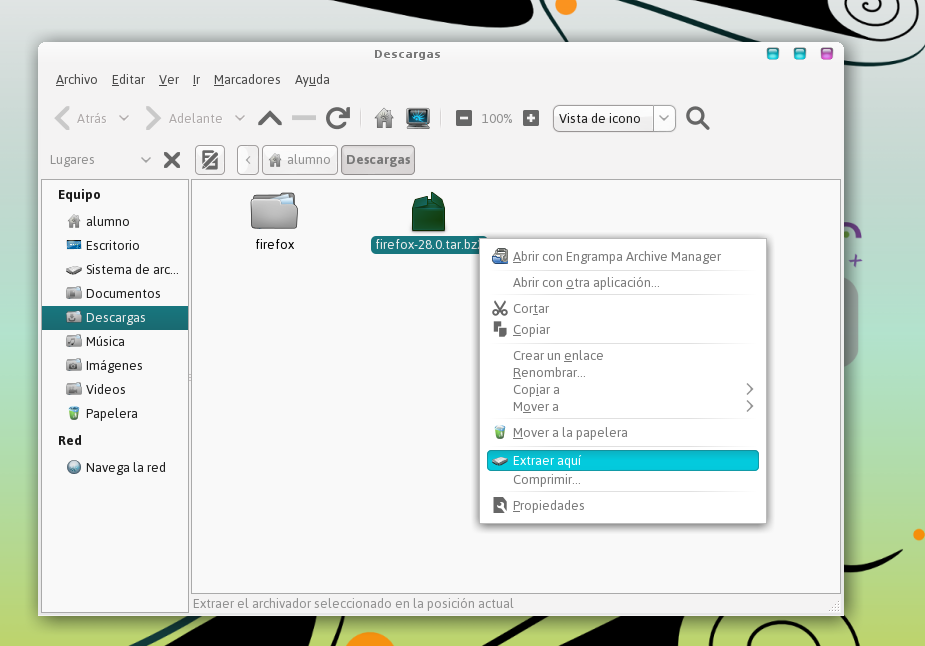 Descargas
Archivo Editar Ver Ir Marcadores Ayuda
Atrás Adelante 100% Vista de icono
Lugares alumno Descargas
Equipo
alumno
Escritorio
Sistema de arc...
Documentos
Descargas
Música
Imágenes
Videos
Papelera
Red
Navega la red
firefox
firefox-28.0.tar.bz2
Abrir con Engrampa Archive Manager
Abrir con otra aplicación...
Cortar
Copiar
Crear un enlace
Renombrar...
Copiar a
Mover a
Mover a la papelera
Extraer aquí
Comprimir...
Propiedades
Extraer el archivador seleccionado en la posición actual